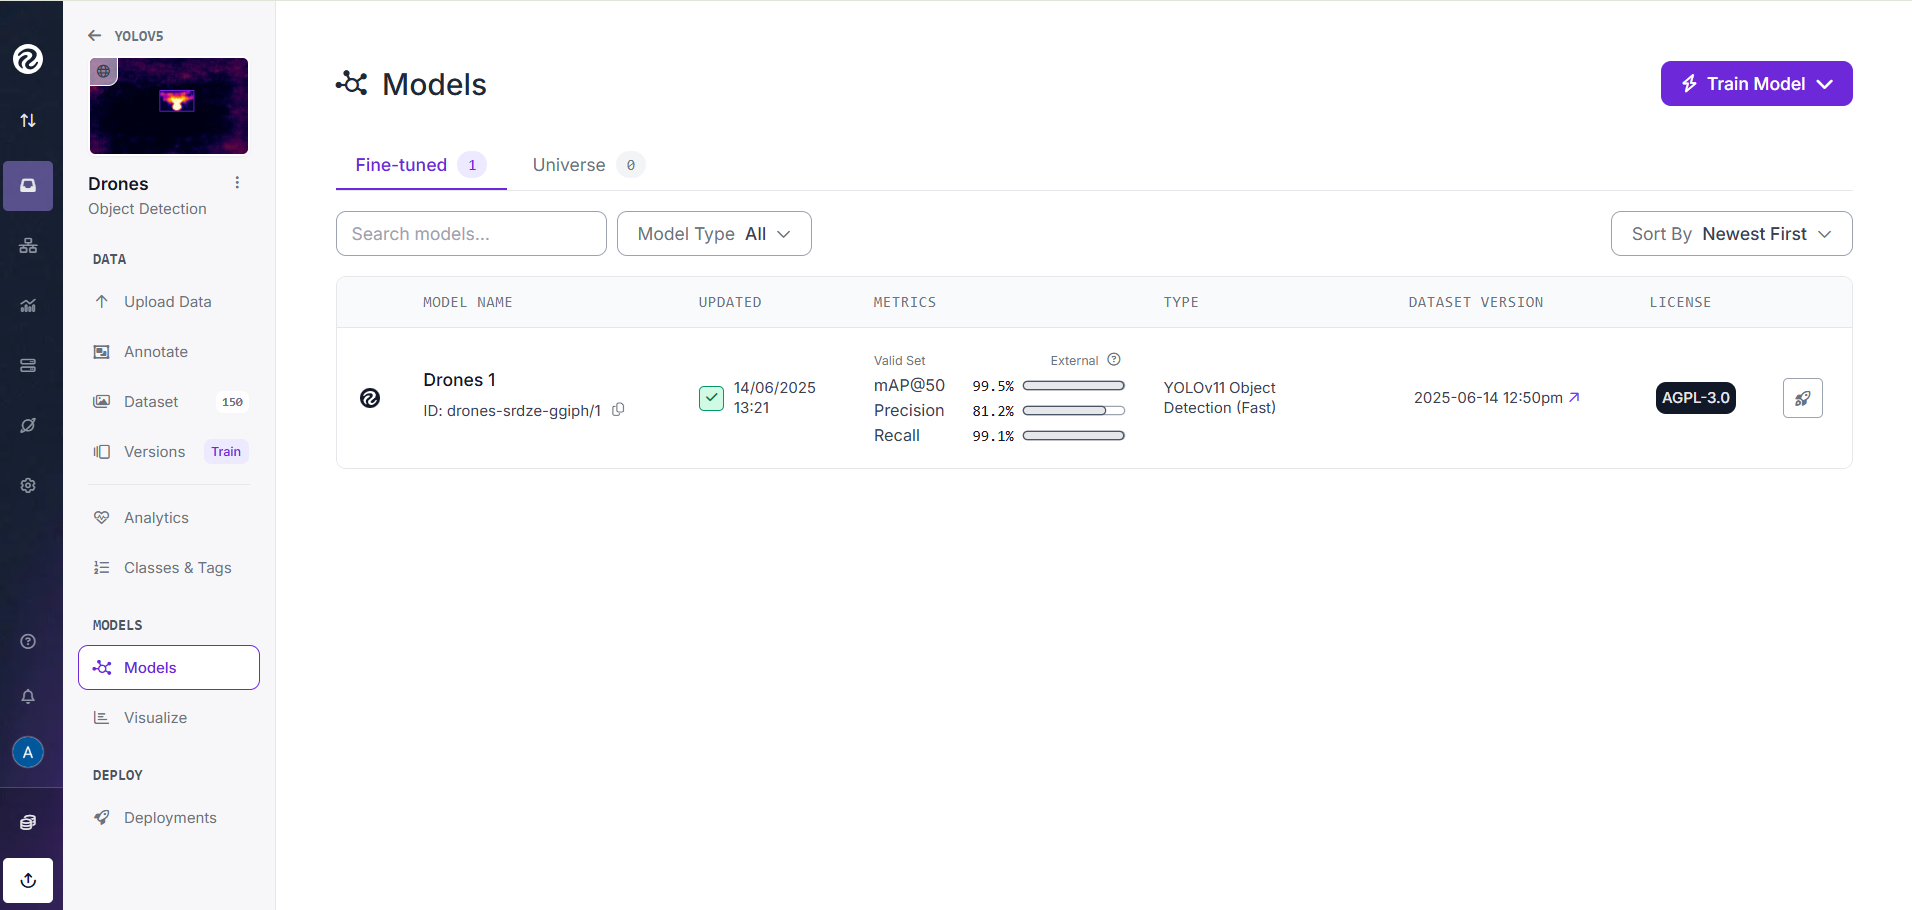 YOLOV5
Drones
Object Detection
DATA
Upload Data
Annotate
Dataset 150
Versions Train
Analytics
Classes & Tags
MODELS
Models
Visualize
A
DEPLOY
Deployments
Models
Train Model
Fine-tuned 1 Universe 0
Search models... Model Type All Sort By Newest First
MODEL NAME UPDATED METRICS TYPE DATASET VERSION LICENSE
Drones 1
ID: drones-srdze-ggiph/1
14/06/2025
13:21
Valid Set External
mAP@50 99.5%
Precision 81.2%
Recall 99.1%
YOLOv11 Object
Detection (Fast)
2025-06-14 12:50pm
AGPL-3.0